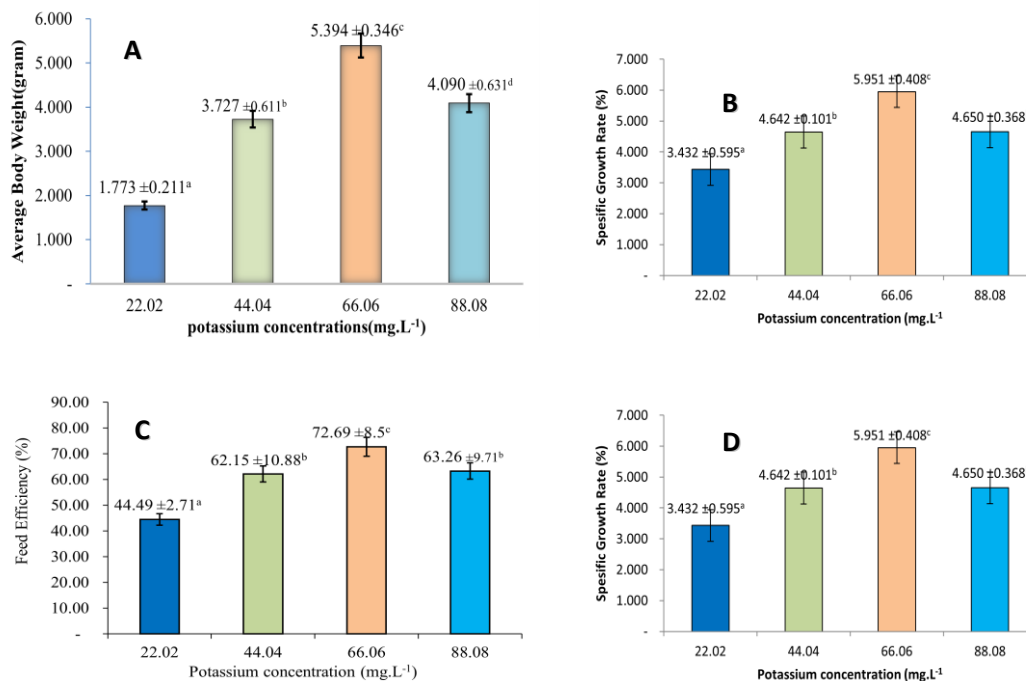 A
Average Body Weight(gram)
6.000
5.000
4.000
3.000
2.000
1.000
-
1.773 ±0.211ᵃ
3.727 ±0.611ᵇ
5.394 ±0.346ᶜ
4.090 ±0.631ᵈ
22.02 44.04 66.06 88.08
potassium concentrations(mg.L⁻¹)
B
Spesific Growth Rate (%)
7.000
6.000
5.000
4.000
3.000
2.000
1.000
-
3.432 ±0.595ᵃ
4.642 ±0.101ᵇ
5.951 ±0.408ᶜ
4.650 ±0.368
22.02 44.04 66.06 88.08
Potassium concentration (mg.L⁻¹
C
Feed Efficiency (%)
90.00
80.00
70.00
60.00
50.00
40.00
30.00
20.00
10.00
-
44.49 ±2.71ᵃ
62.15 ±10.88ᵇ
72.69 ±8.5ᶜ
63.26 ±9.71ᵇ
22.02 44.04 66.06 88.08
Potassium concentration (mg.L⁻¹)
D
Spesific Growth Rate (%)
7.000
6.000
5.000
4.000
3.000
2.000
1.000
-
3.432 ±0.595ᵃ
4.642 ±0.101ᵇ
5.951 ±0.408ᶜ
4.650 ±0.368
22.02 44.04 66.06 88.08
Potassium concentration (mg.L⁻¹